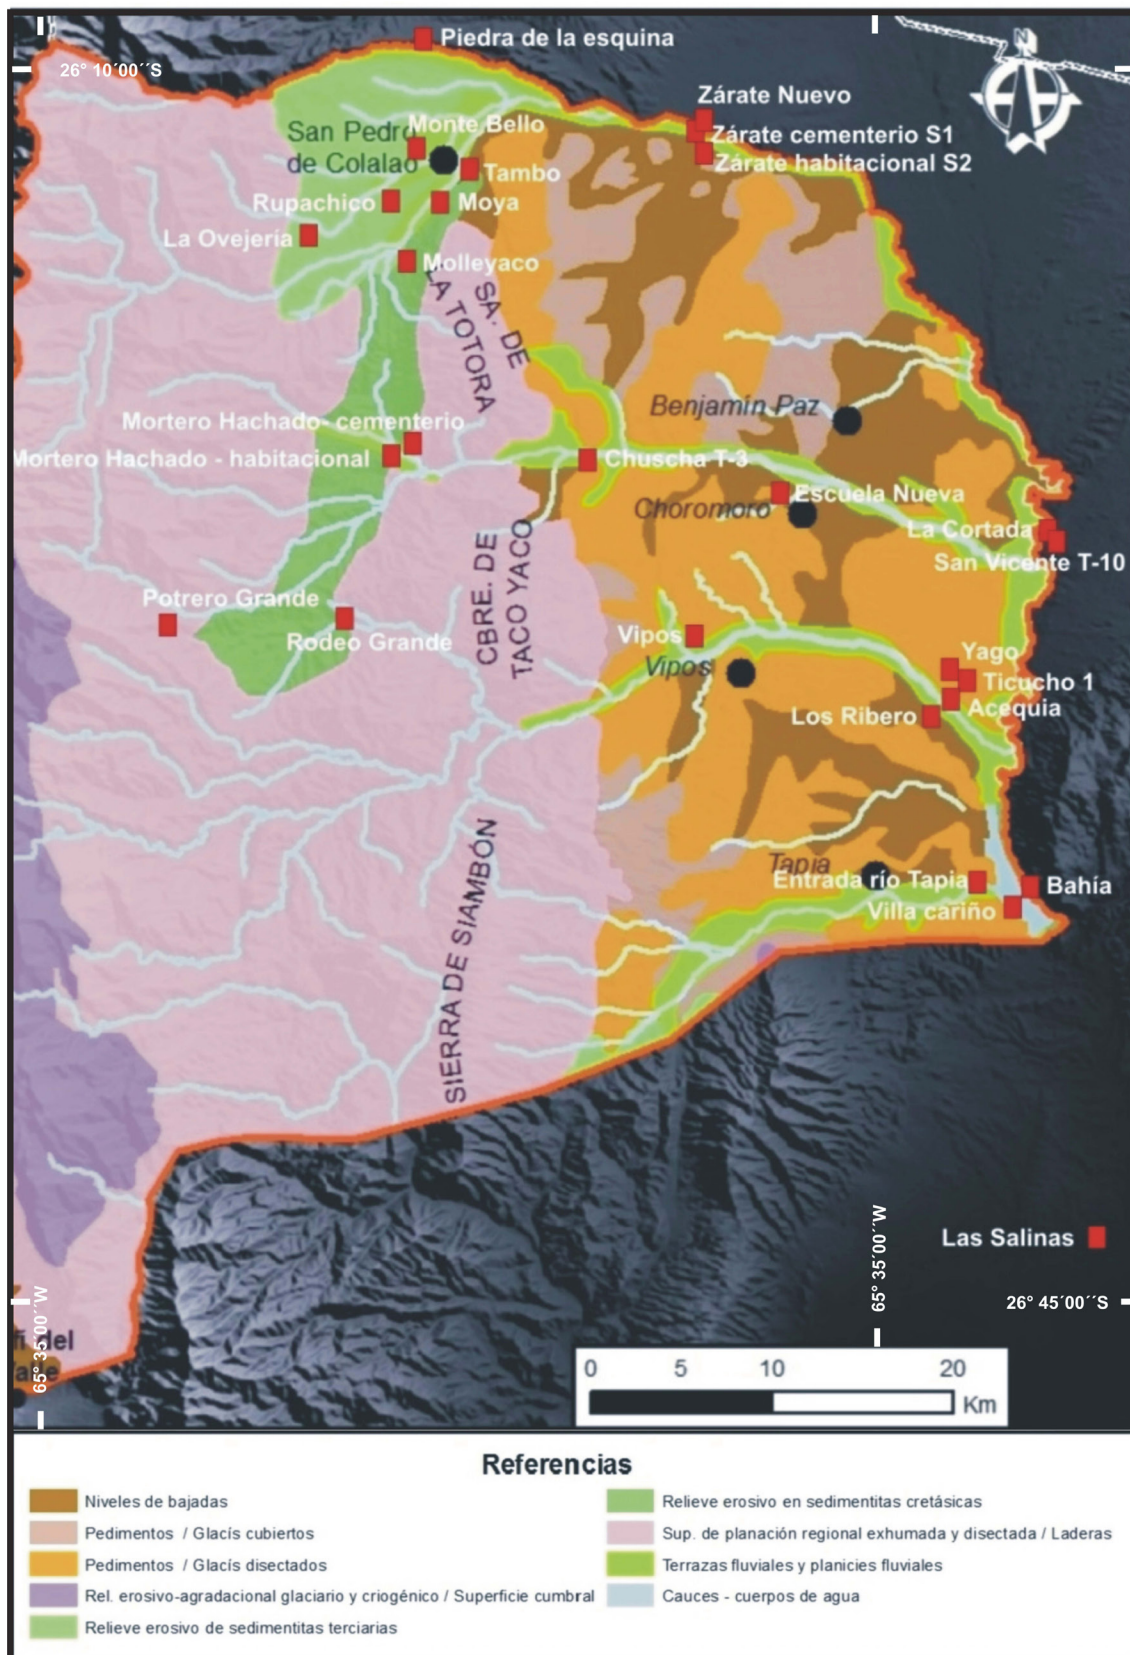 Piedra de la esquina
N
26° 10´00´´S
Zárate Nuevo
Monte Bello
Zárate cementerio S1
San Pedro
de Colalao
Zárate habitacional S2
Tambo
Rupachico
Moya
La Ovejería
Molleyaco
SA. DE
LA TOTORA
Benjamín Paz
Mortero Hachado- cementerio
Mortero Hachado - habitacional
Chuscha T-3
Escuela Nueva
Choromoro
La Cortada
San Vicente T-10
CBRE. DE
TACO YACO
Potrero Grande
Rodeo Grande
Vipos
Vipos
Yago
Ticucho 1
Acequia
Los Ribero
SIERRA DE SIAMBÓN
Tapia
Entrada río Tapia
Bahía
Villa cariño
Las Salinas
65° 35´00´´W
26° 45´00´´S
65° 35´00´´W
fi del
alle
0 5 10 20
Km
Referencias
Niveles de bajadas
Pedimentos / Glacís cubiertos
Pedimentos / Glacís disectados
Rel. erosivo-agradacional glaciario y criogénico / Superficie cumbral
Relieve erosivo de sedimentitas terciarias
Relieve erosivo en sedimentitas cretásicas
Sup. de planación regional exhumada y disectada / Laderas
Terrazas fluviales y planicies fluviales
Cauces - cuerpos de agua